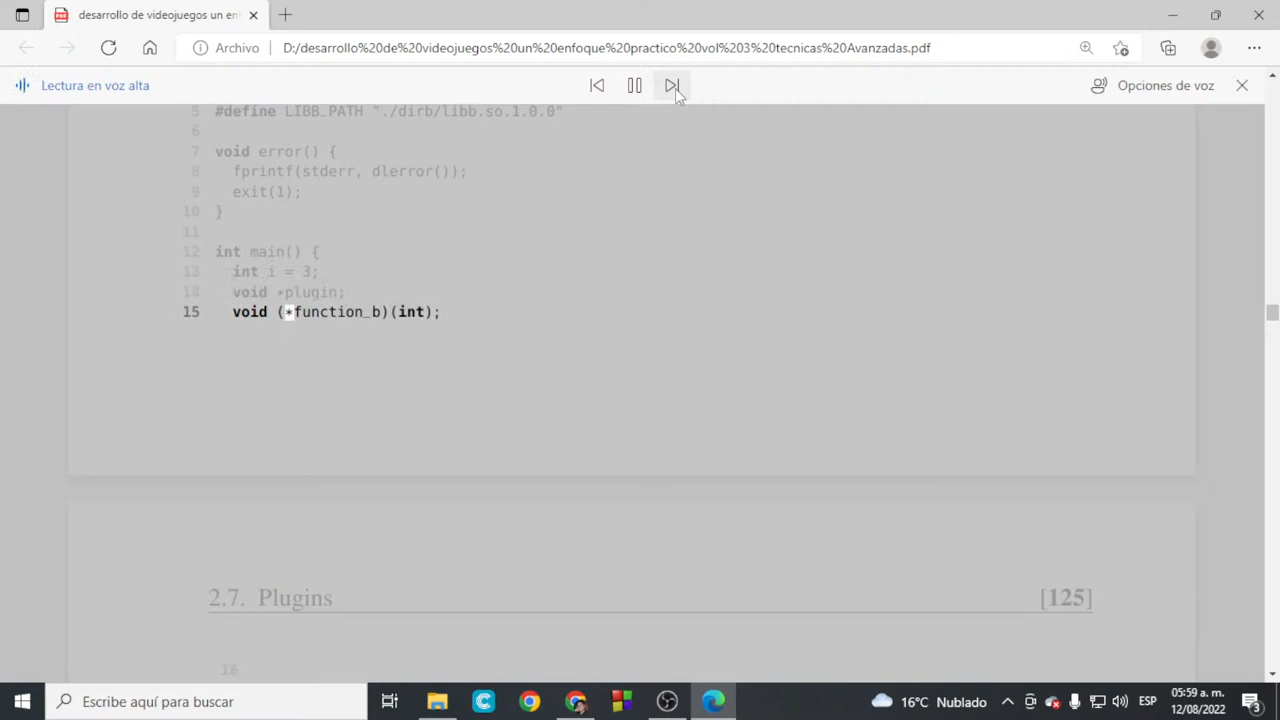 desarrollo de videojuegos un en
Archivo
D:/desarrollo%20de%20videojuegos%20un%20enfoque%20practico%20vol%203%20tecnicas%20Avanzadas.pdf
Lectura en voz alta
Opciones de voz
5 #define LIBB_PATH "./dirb/libb.so.1.0.0"
6
7 void error() {
8 fprintf(stderr, dlerror());
9 exit(1);
10 }
11
12 int main() {
13 int i = 3;
14 void *plugin;
15 void (*function_b)(int);
2.7. Plugins [125]
16
Escribe aquí para buscar
16°C Nublado
ESP
05:59 a. m.
12/08/2022
3